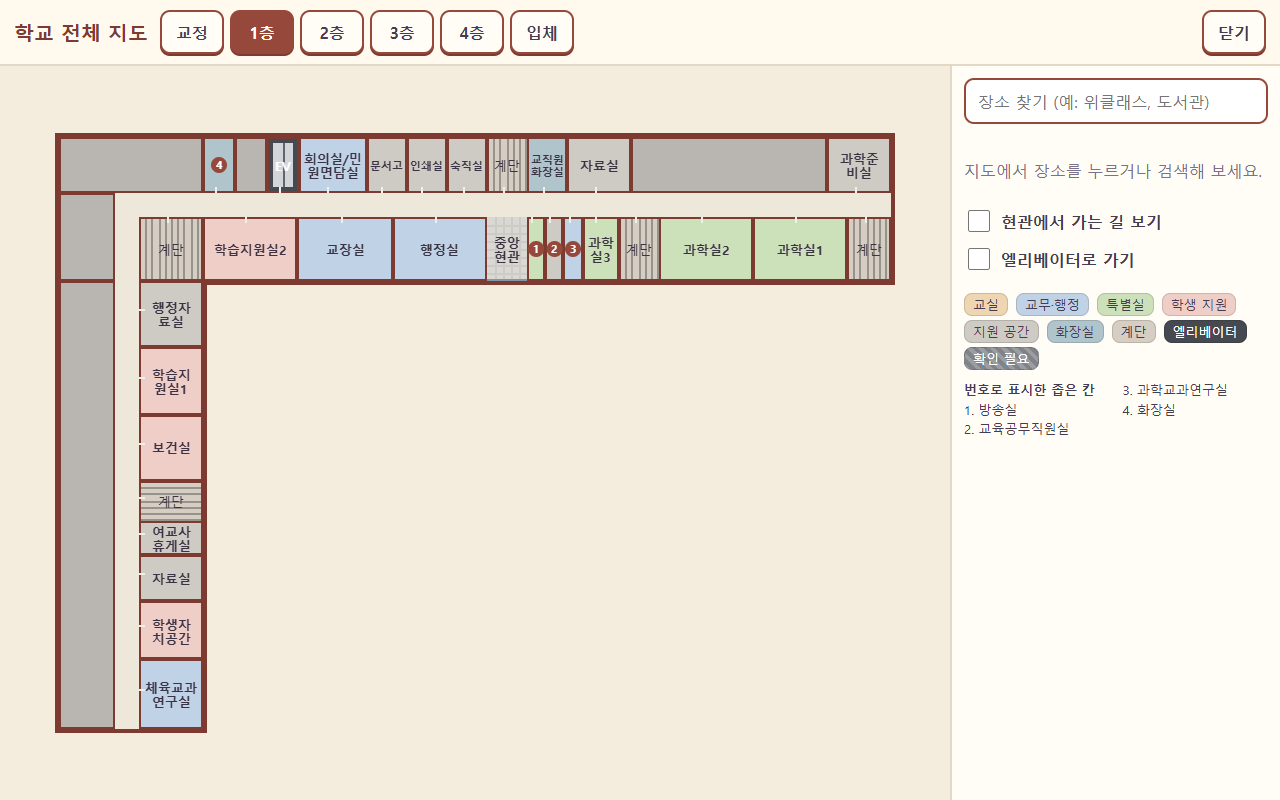 학교 전체 지도
교정
1층
2층
3층
4층
입체
닫기
장소 찾기 (예: 위클래스, 도서관)
지도에서 장소를 누르거나 검색해 보세요.
현관에서 가는 길 보기
엘리베이터로 가기
교실
교무·행정
특별실
학생 지원
지원 공간
화장실
계단
엘리베이터
확인 필요
번호로 표시한 좁은 칸
1. 방송실
2. 교육공무직원실
3. 과학교과연구실
4. 화장실
4
EV
회의실/민
원면담실
문서고
인쇄실
숙직실
계단
교직원
화장실
자료실
과학준
비실
계단
학습지원실2
교장실
행정실
중앙
현관
1
2
3
과학
실3
계단
과학실2
과학실1
계단
행정자
료실
학습지
원실1
보건실
계단
여교사
휴게실
자료실
학생자
치공간
체육교과
연구실